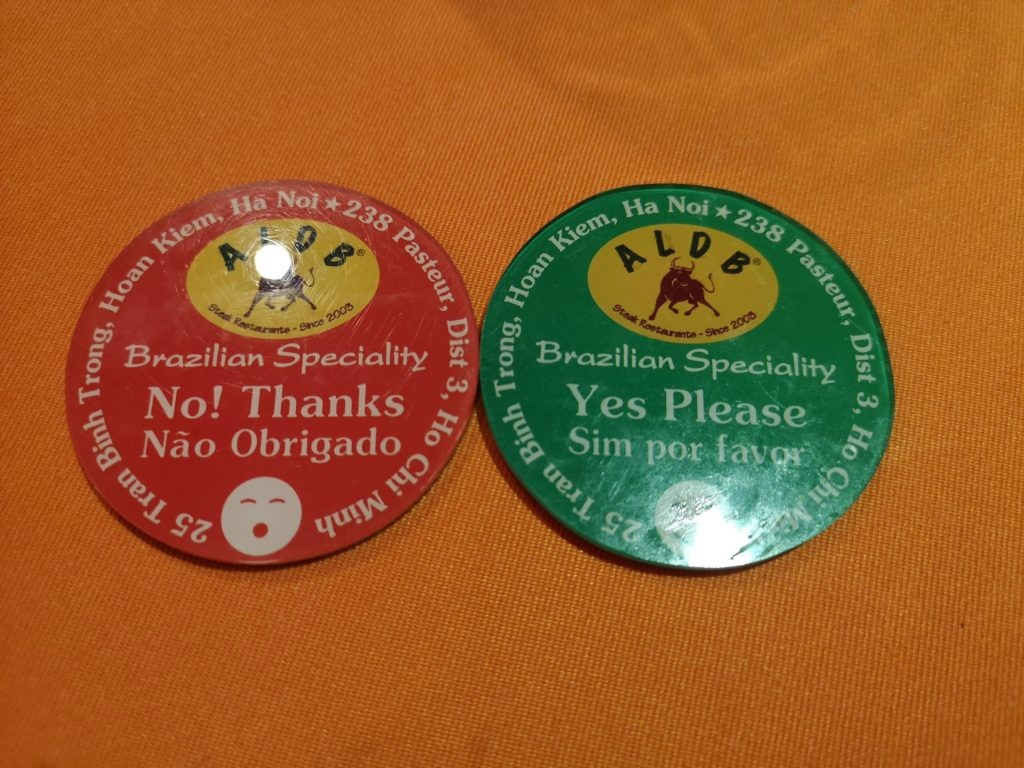 25 Tran Binh Trong, Hoan Kiem, Ha Noi ★ 238 Pasteur, Dist 3, Ho Chi Minh
ALDB®
Steak Restaurante - Since 2003
Brazilian Speciality
No! Thanks
Não Obrigado
25 Tran Binh Trong, Hoan Kiem, Ha Noi ★ 238 Pasteur, Dist 3, Ho Chi
ALDB®
Steak Restaurante - Since 2003
Brazilian Speciality
Yes Please
Sim por favor